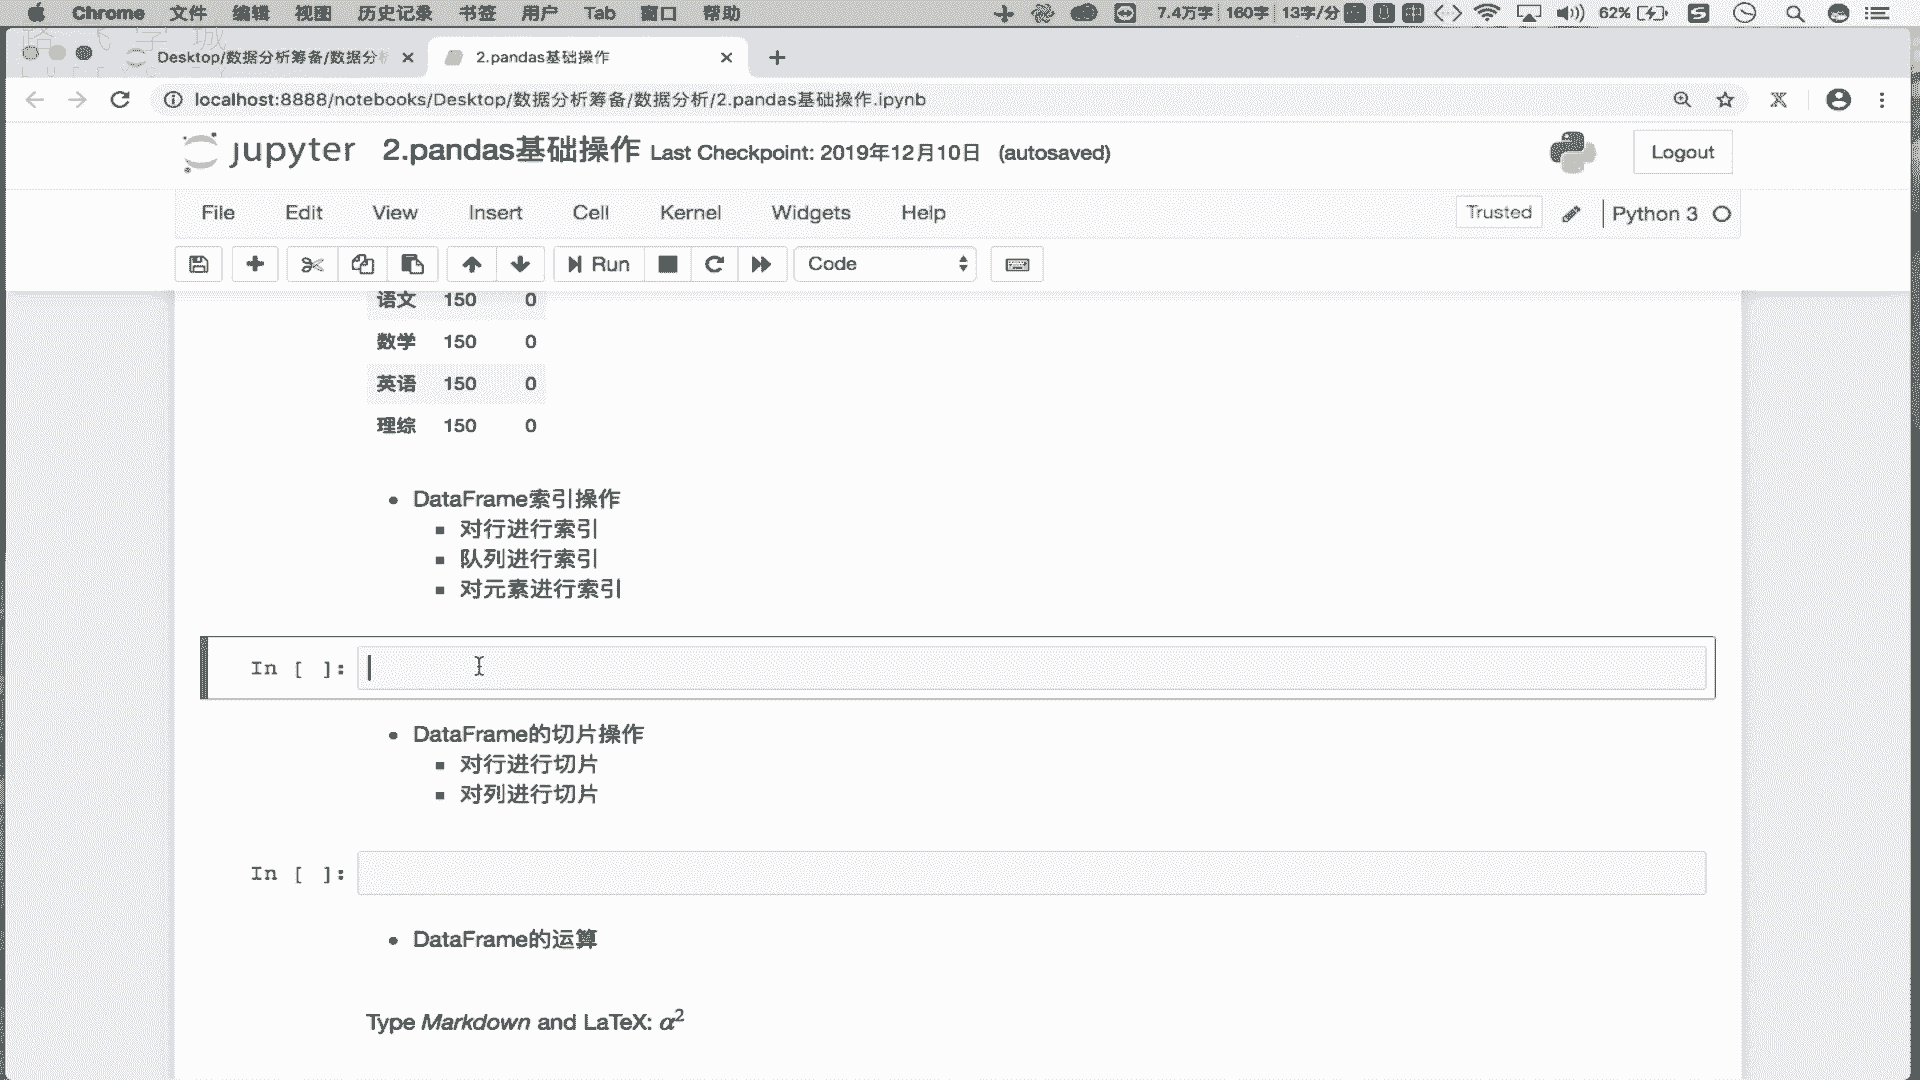 Chrome 文件 编辑 视图 历史记录 书签 用户 Tab 窗口 帮助 7.4万字 160字 13字/分 62%
Desktop/数据分析筹备/数据分析
2.pandas基础操作
localhost:8888/notebooks/Desktop/数据分析筹备/数据分析/2.pandas基础操作.ipynb
jupyter 2.pandas基础操作 Last Checkpoint: 2019年12月10日 (autosaved)
Logout
File Edit View Insert Cell Kernel Widgets Help Trusted Python 3
Run Code
语文 150 0
数学 150 0
英语 150 0
理综 150 0
DataFrame索引操作
对行进行索引
队列进行索引
对元素进行索引
In [ ]:
DataFrame的切片操作
对行进行切片
对列进行切片
In [ ]:
DataFrame的运算
Type Markdown and LaTeX: α²